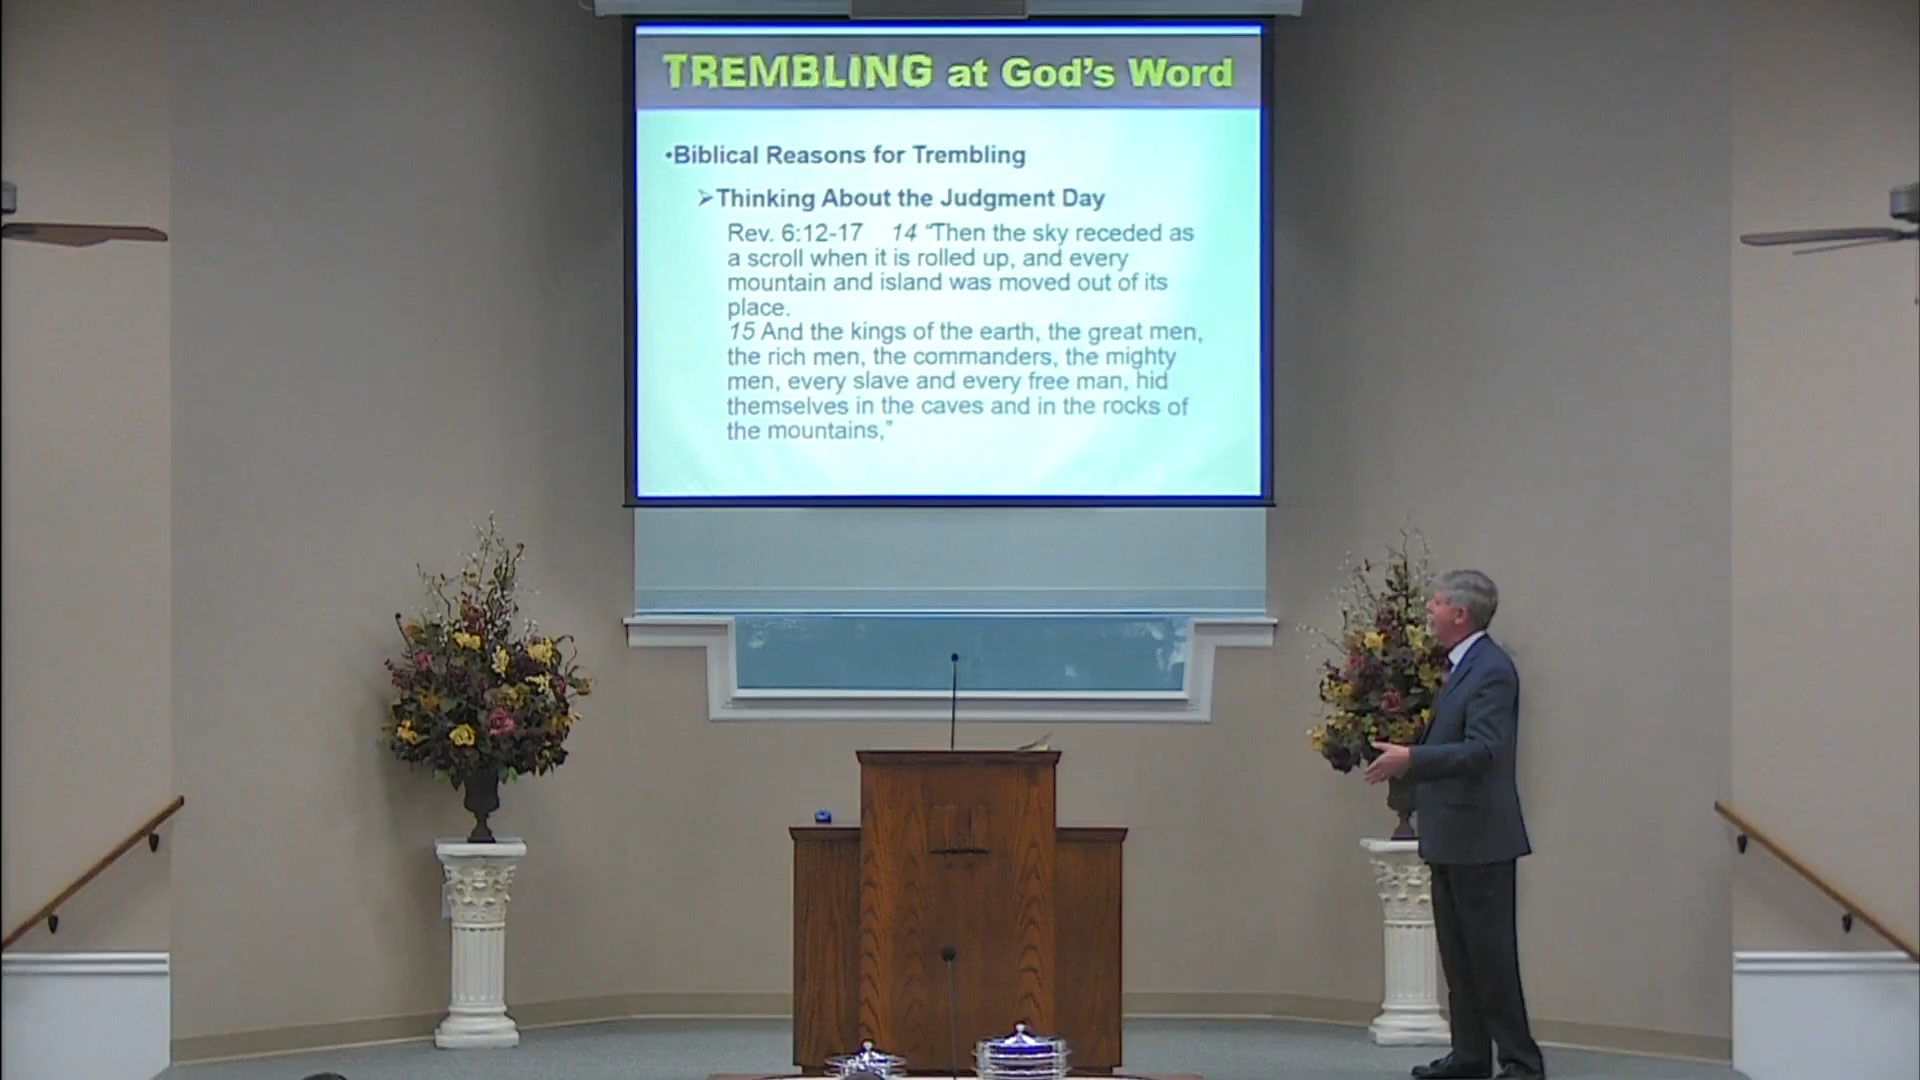 TREMBLING at God's Word
•Biblical Reasons for Trembling
➢Thinking About the Judgment Day
Rev. 6:12-17 14 “Then the sky receded as
a scroll when it is rolled up, and every
mountain and island was moved out of its
place.
15 And the kings of the earth, the great men,
the rich men, the commanders, the mighty
men, every slave and every free man, hid
themselves in the caves and in the rocks of
the mountains,”